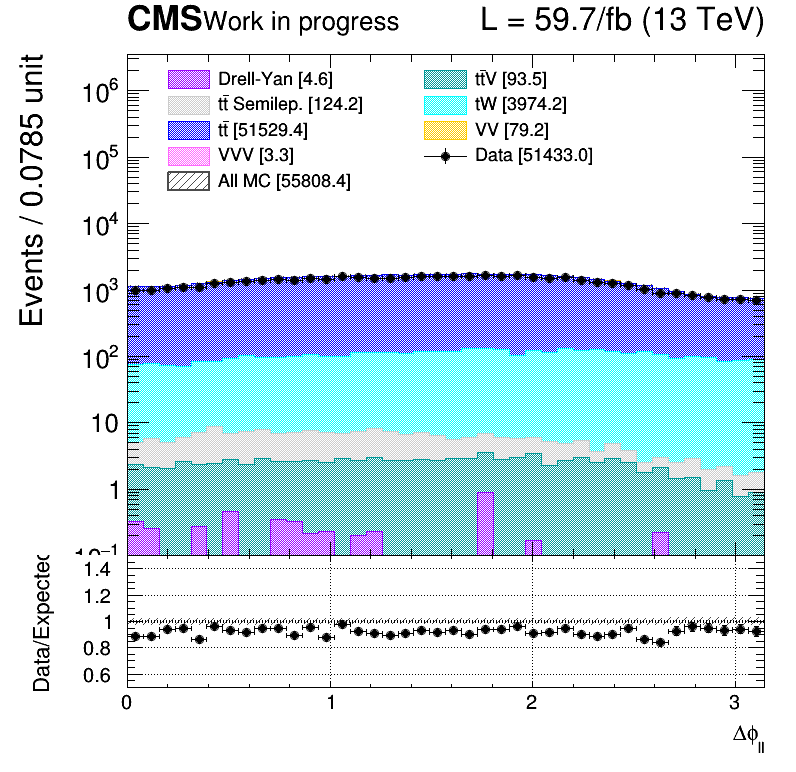 CMS Work in progress L = 59.7/fb (13 TeV)
Events / 0.0785 unit
Drell-Yan [4.6]
tt̄V [93.5]
tt̄ Semilep. [124.2]
tW [3974.2]
tt̄ [51529.4]
VV [79.2]
VVV [3.3]
Data [51433.0]
All MC [55808.4]
10⁶
10⁵
10⁴
10³
10²
10
1
10⁻¹
Data/Expected
1.4
1.2
1
0.8
0.6
0 1 2 3
Δϕ_ll